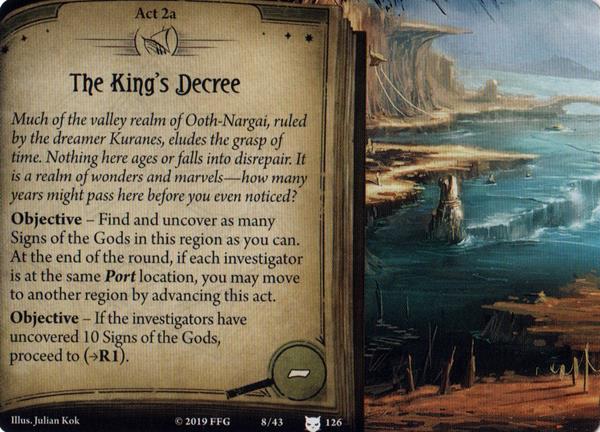 Act 2a
The King's Decree
Much of the valley realm of Ooth-Nargai, ruled
by the dreamer Kuranes, eludes the grasp of
time. Nothing here ages or falls into disrepair. It
is a realm of wonders and marvels—how many
years might pass here before you even noticed?
Objective – Find and uncover as many
Signs of the Gods in this region as you can.
At the end of the round, if each investigator
is at the same Port location, you may move
to another region by advancing this act.
Objective – If the investigators have
uncovered 10 Signs of the Gods,
proceed to (→R1).
–
Illus. Julian Kok © 2019 FFG 8/43 126